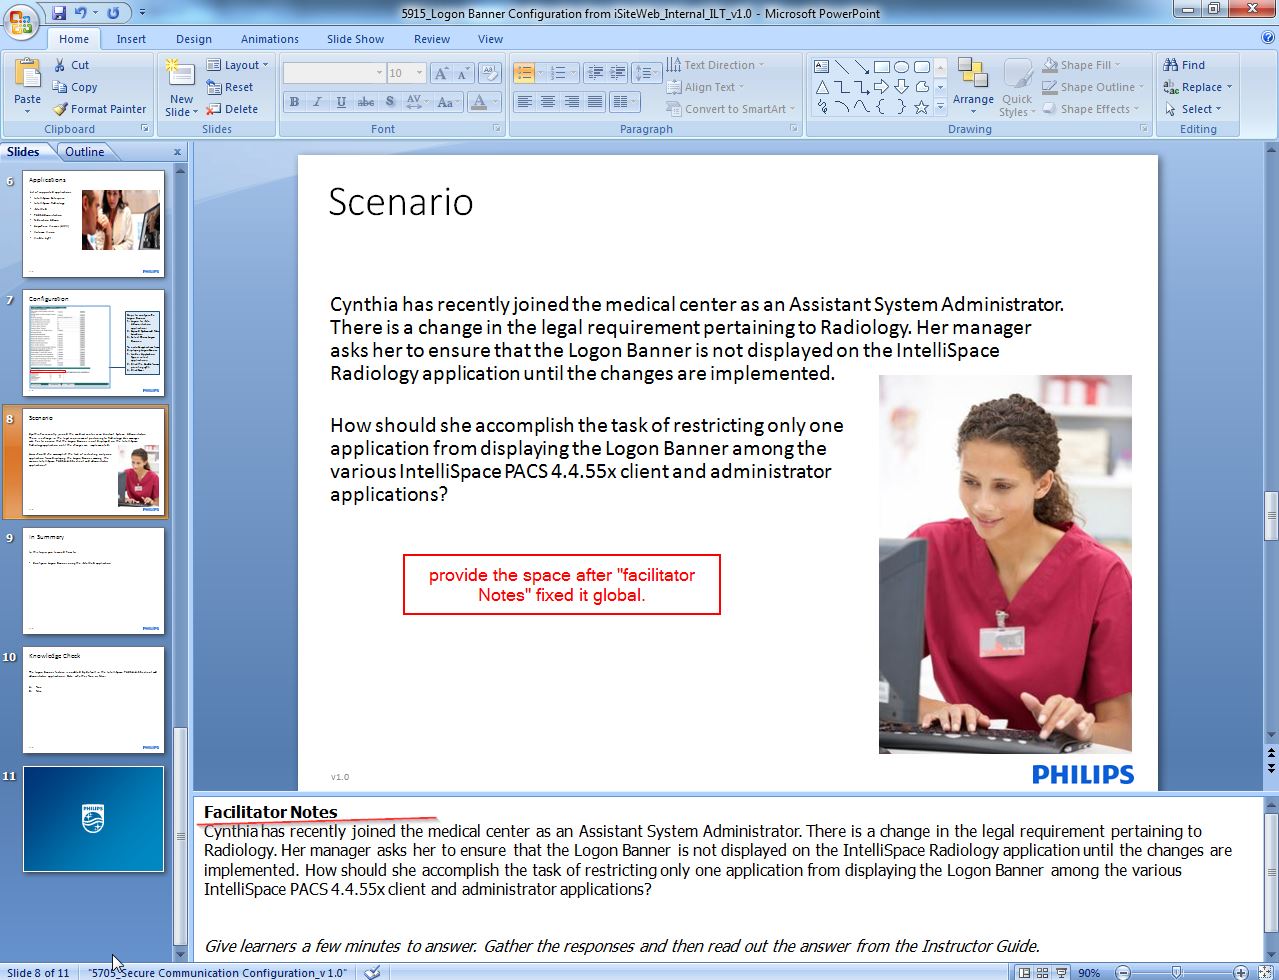 5915_Logon Banner Configuration from iSiteWeb_Internal_ILT_v1.0 - Microsoft PowerPoint
Home Insert Design Animations Slide Show Review View
Paste
Cut
Copy
Format Painter
Clipboard
New Slide
Layout
Reset
Delete
Slides
10
B I U abc S AV Aa A
Font
Text Direction
Align Text
Convert to SmartArt
Paragraph
Arrange
Quick Styles
Shape Fill
Shape Outline
Shape Effects
Drawing
Find
Replace
Select
Editing
Slides Outline x
6
Applications
PHILIPS
7
Configuration
PHILIPS
8
Scenario
PHILIPS
9
In Summary
PHILIPS
10
Knowledge Check
PHILIPS
11
PHILIPS
Scenario
Cynthia has recently joined the medical center as an Assistant System Administrator.
There is a change in the legal requirement pertaining to Radiology. Her manager
asks her to ensure that the Logon Banner is not displayed on the IntelliSpace
Radiology application until the changes are implemented.
How should she accomplish the task of restricting only one
application from displaying the Logon Banner among the
various IntelliSpace PACS 4.4.55x client and administrator
applications?
provide the space after "facilitator
Notes" fixed it global.
v1.0
PHILIPS
Facilitator Notes
Cynthia has recently joined the medical center as an Assistant System Administrator. There is a change in the legal requirement pertaining to
Radiology. Her manager asks her to ensure that the Logon Banner is not displayed on the IntelliSpace Radiology application until the changes are
implemented. How should she accomplish the task of restricting only one application from displaying the Logon Banner among the various
IntelliSpace PACS 4.4.55x client and administrator applications?
Give learners a few minutes to answer. Gather the responses and then read out the answer from the Instructor Guide.
Slide 8 of 11 "5705_Secure Communication Configuration_v 1.0" 90%